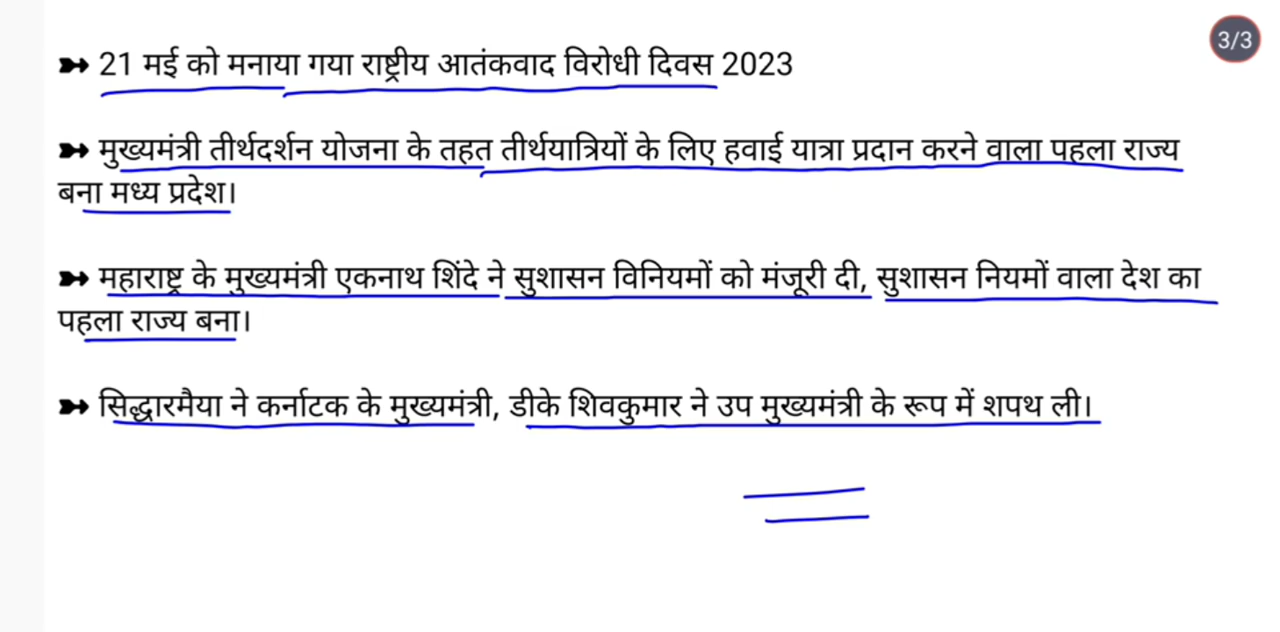 3/3
➳ 21 मई को मनाया गया राष्ट्रीय आतंकवाद विरोधी दिवस 2023
➳ मुख्यमंत्री तीर्थदर्शन योजना के तहत तीर्थयात्रियों के लिए हवाई यात्रा प्रदान करने वाला पहला राज्य
बना मध्य प्रदेश।
➳ महाराष्ट्र के मुख्यमंत्री एकनाथ शिंदे ने सुशासन विनियमों को मंजूरी दी, सुशासन नियमों वाला देश का
पहला राज्य बना।
➳ सिद्धारमैया ने कर्नाटक के मुख्यमंत्री, डीके शिवकुमार ने उप मुख्यमंत्री के रूप में शपथ ली।